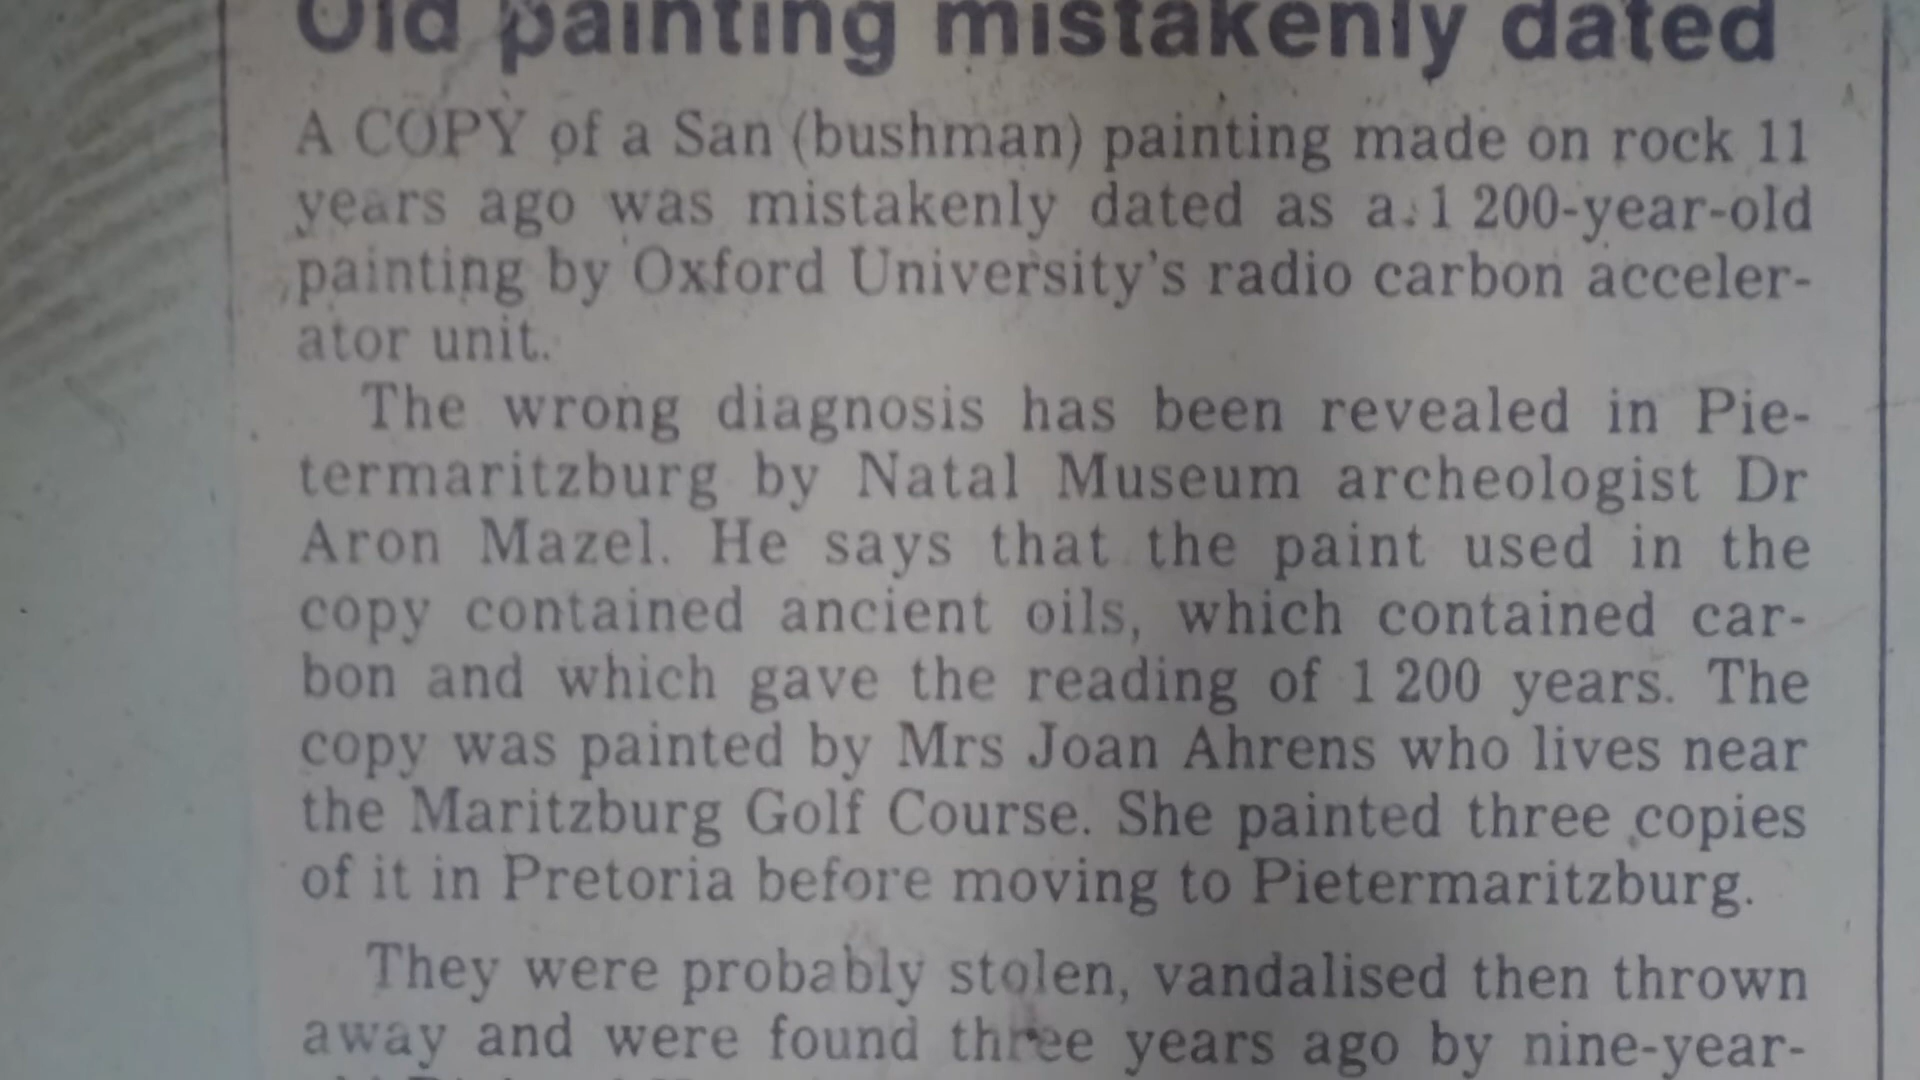 Old painting mistakenly dated
A COPY of a San (bushman) painting made on rock 11
years ago was mistakenly dated as a 1 200-year-old
painting by Oxford University's radio carbon acceler-
ator unit.
The wrong diagnosis has been revealed in Pie-
termaritzburg by Natal Museum archeologist Dr
Aron Mazel. He says that the paint used in the
copy contained ancient oils, which contained car-
bon and which gave the reading of 1 200 years. The
copy was painted by Mrs Joan Ahrens who lives near
the Maritzburg Golf Course. She painted three copies
of it in Pretoria before moving to Pietermaritzburg.
They were probably stolen, vandalised then thrown
away and were found three years ago by nine-year-